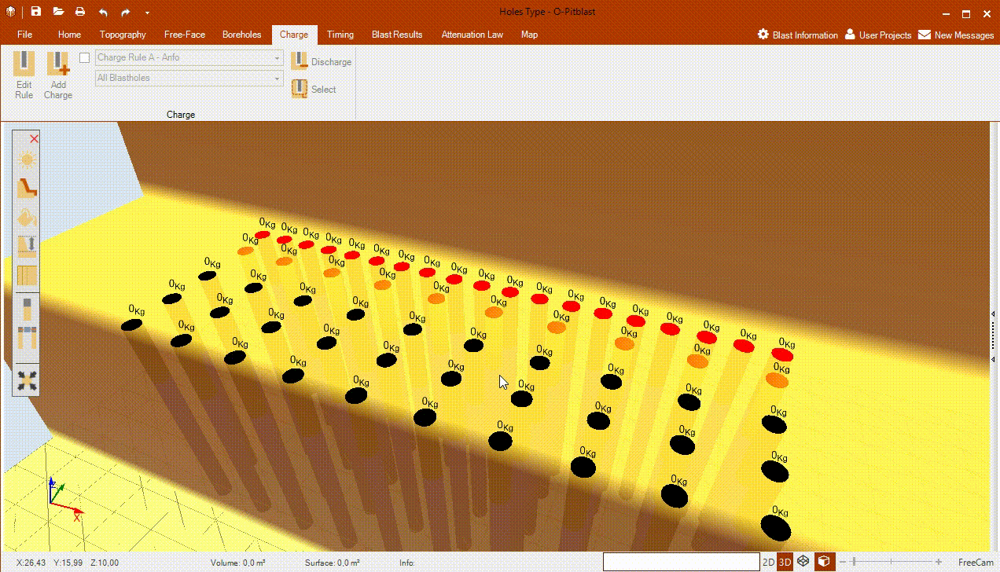 Holes Type - O-Pitblast
File Home Topography Free-Face Boreholes Charge Timing Blast Results Attenuation Law Map Blast Information User Projects New Messages
Edit Rule
Add Charge
Charge Rule A - Anfo
All Blastholes
Discharge
Select
Charge
0Kg 0Kg 0Kg 0Kg 0Kg 0Kg 0Kg 0Kg 0Kg 0Kg 0Kg 0Kg 0Kg 0Kg 0Kg 0Kg 0Kg 0Kg 0Kg
0Kg 0Kg 0Kg 0Kg 0Kg 0Kg 0Kg 0Kg 0Kg 0Kg
0Kg 0Kg 0Kg 0Kg 0Kg 0Kg 0Kg 0Kg 0Kg 0Kg
0Kg 0Kg 0Kg 0Kg 0Kg 0Kg 0Kg 0Kg 0Kg 0Kg
0Kg 0Kg 0Kg 0Kg 0Kg 0Kg 0Kg 0Kg 0Kg 0Kg
Z
X
X:26,43 Y:15,99 Z:10,00 Volume: 0,0 m³ Surface: 0,0 m² Info: 2D 3D FreeCam